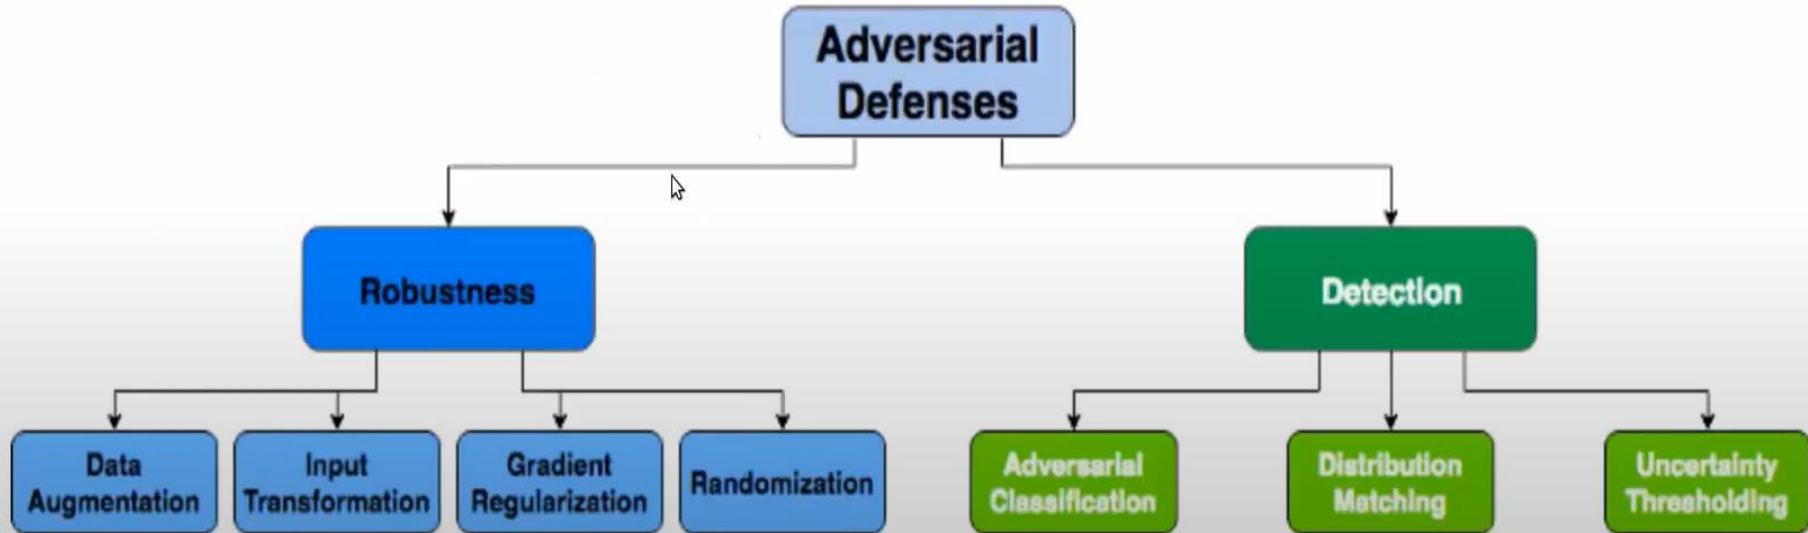 Adversarial
Defenses
Robustness
Detection
Data
Augmentation
Input
Transformation
Gradient
Regularization
Randomization
Adversarial
Classification
Distribution
Matching
Uncertainty
Thresholding